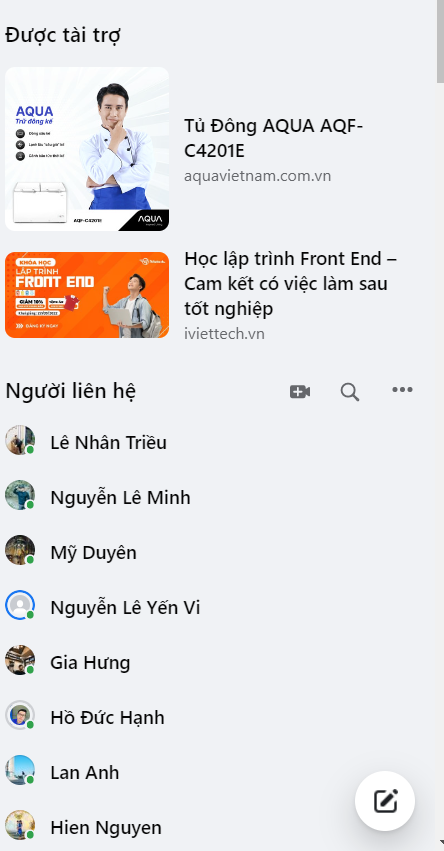 Được tài trợ
AQUA
Trữ đông kể
AQF-C4201E
AQUA
Tủ Đông AQUA AQF-
C4201E
aquavietnam.com.vn
KHÓA HỌC
LẬP TRÌNH
FRONT END
GIẢM 10%
ĐĂNG KÝ NGAY
Học lập trình Front End –
Cam kết có việc làm sau
tốt nghiệp
iviettech.vn
Người liên hệ
Lê Nhân Triều
Nguyễn Lê Minh
Mỹ Duyên
Nguyễn Lê Yến Vi
Gia Hưng
Hồ Đức Hạnh
Lan Anh
Hien Nguyen